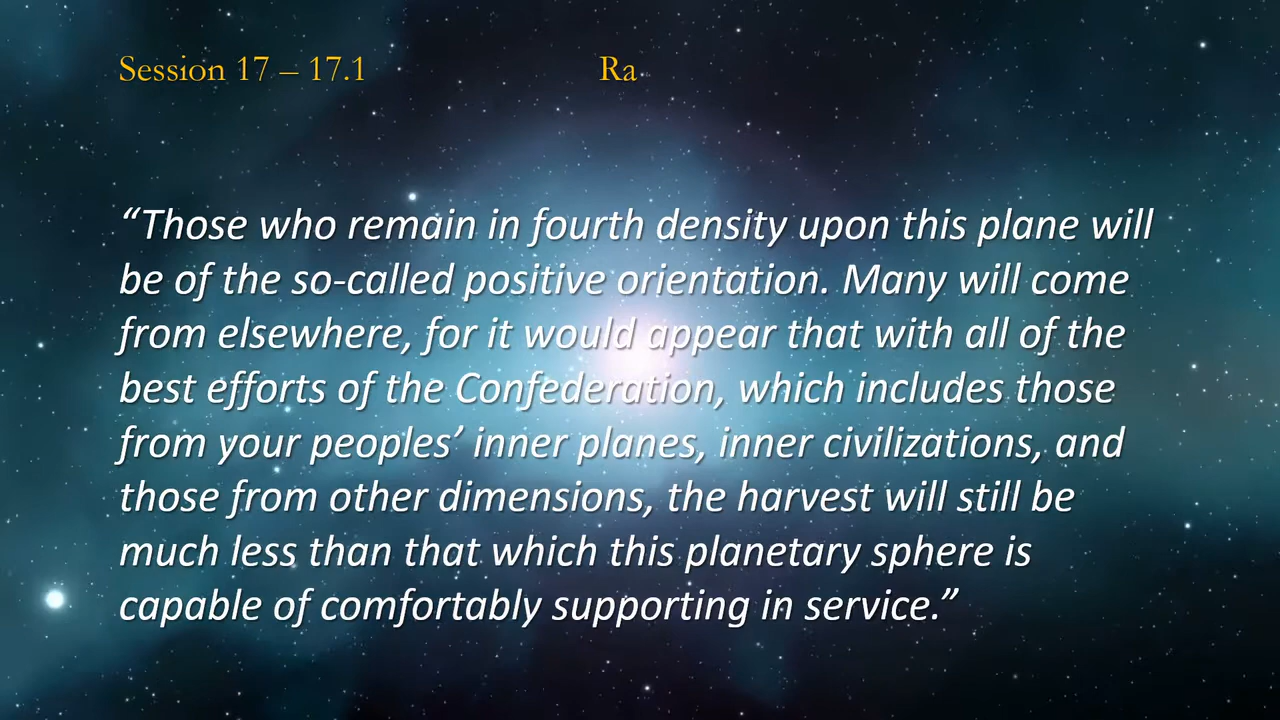 Session 17 – 17.1 Ra
“Those who remain in fourth density upon this plane will
be of the so-called positive orientation. Many will come
from elsewhere, for it would appear that with all of the
best efforts of the Confederation, which includes those
from your peoples’ inner planes, inner civilizations, and
those from other dimensions, the harvest will still be
much less than that which this planetary sphere is
capable of comfortably supporting in service.”